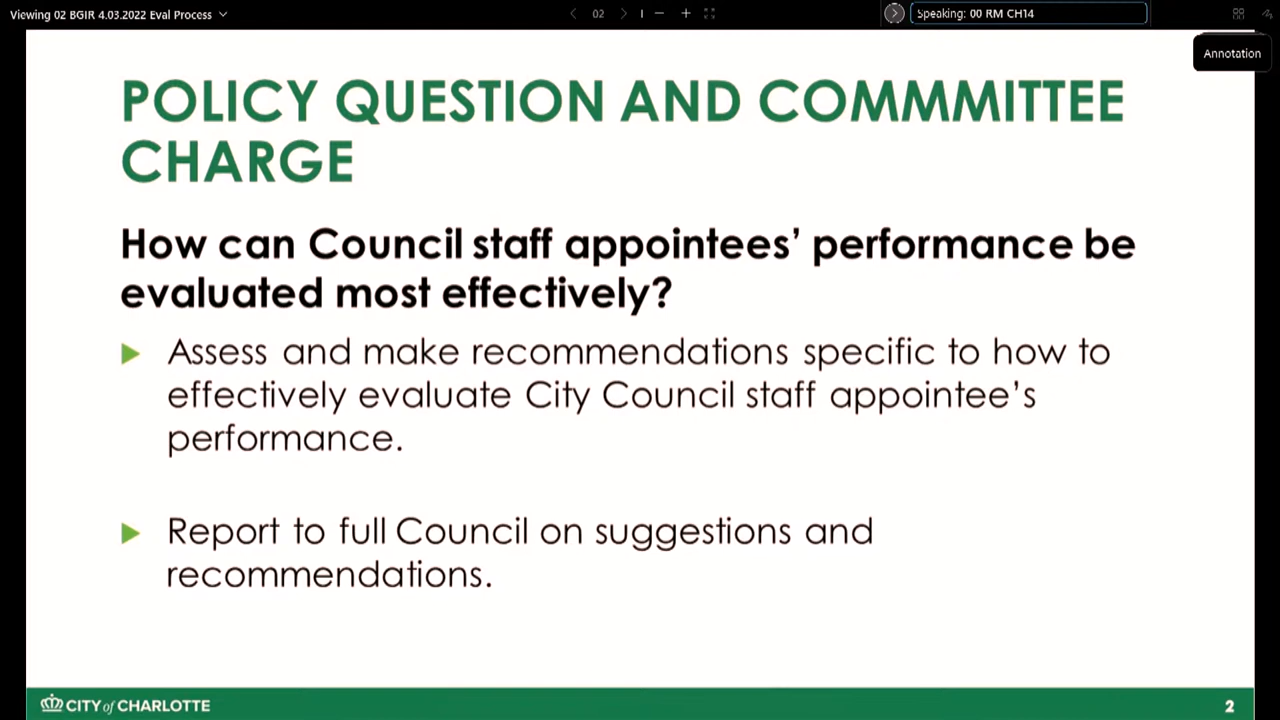 Viewing 02 BGIR 4.03.2022 Eval Process
02
Speaking: 00 RM CH14
Annotation
POLICY QUESTION AND COMMMITTEE
CHARGE
How can Council staff appointees’ performance be
evaluated most effectively?
Assess and make recommendations specific to how to
effectively evaluate City Council staff appointee’s
performance.
Report to full Council on suggestions and
recommendations.
CITY of CHARLOTTE
2